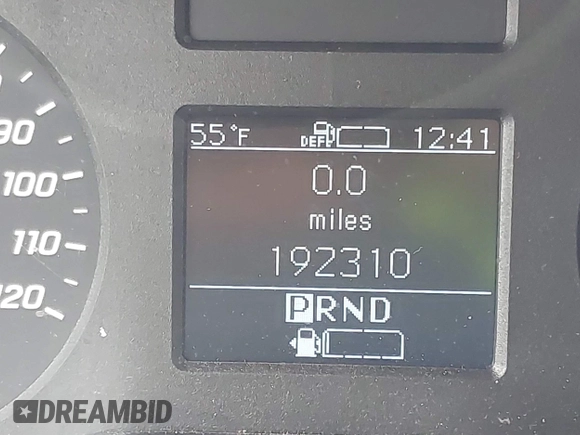 90
100
110
120
55°F DEF 12:41
0.0
miles
192310
PRND
DREAMBID